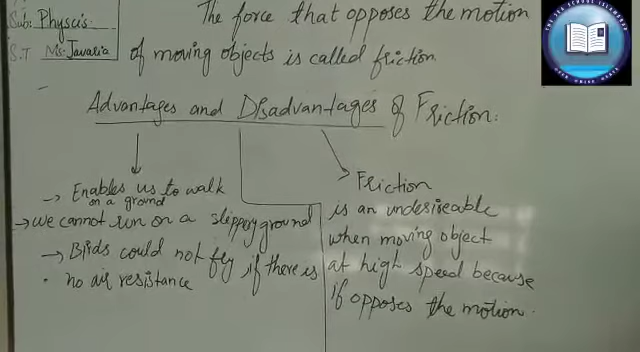 Sub: Physcis
S.T Ms: Javaria
The force that opposes the motion
of moving objects is called friction
Advantages and Disadvantages of Friction:
→ Enables us to walk
on a ground
→ we cannot run on a slippery ground
→ Birds could not fly if there is
no air resistance
Friction
is an undesireable
when moving object
at high speed because
if opposes the motion.